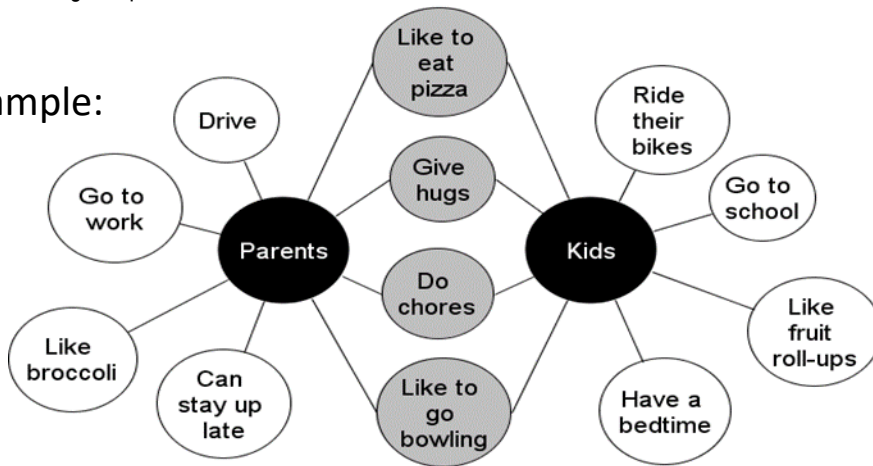 Like to
eat
pizza
ample:
Drive
Ride
their
bikes
Give
hugs
Go to
work
Go to
school
Parents
Kids
Do
chores
Like
fruit
roll-ups
Like
broccoli
Can
stay up
late
Like to
go
bowling
Have a
bedtime